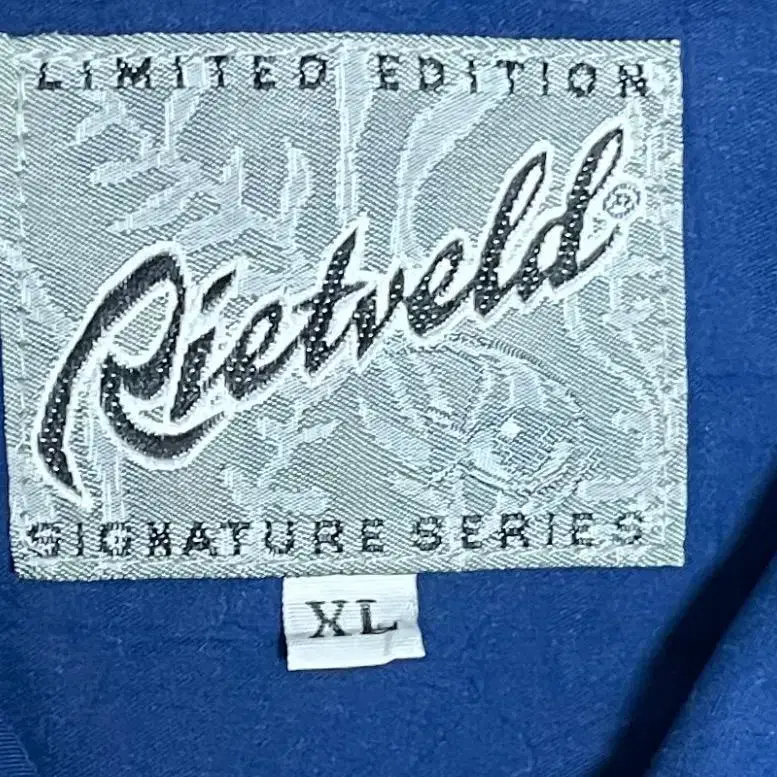 LIMITED EDITION
Rietveld®
SIGNATURE SERIES
XL